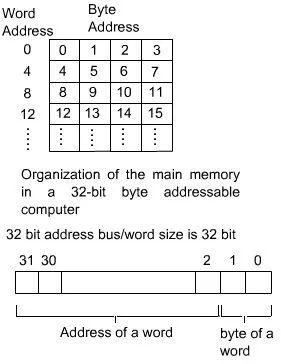 Word Address
Byte Address
0 0 1 2 3
4 4 5 6 7
8 8 9 10 11
12 12 13 14 15
Organization of the main memory
in a 32-bit byte addressable
computer
32 bit address bus/word size is 32 bit
31 30 2 1 0
Address of a word
byte of a
word